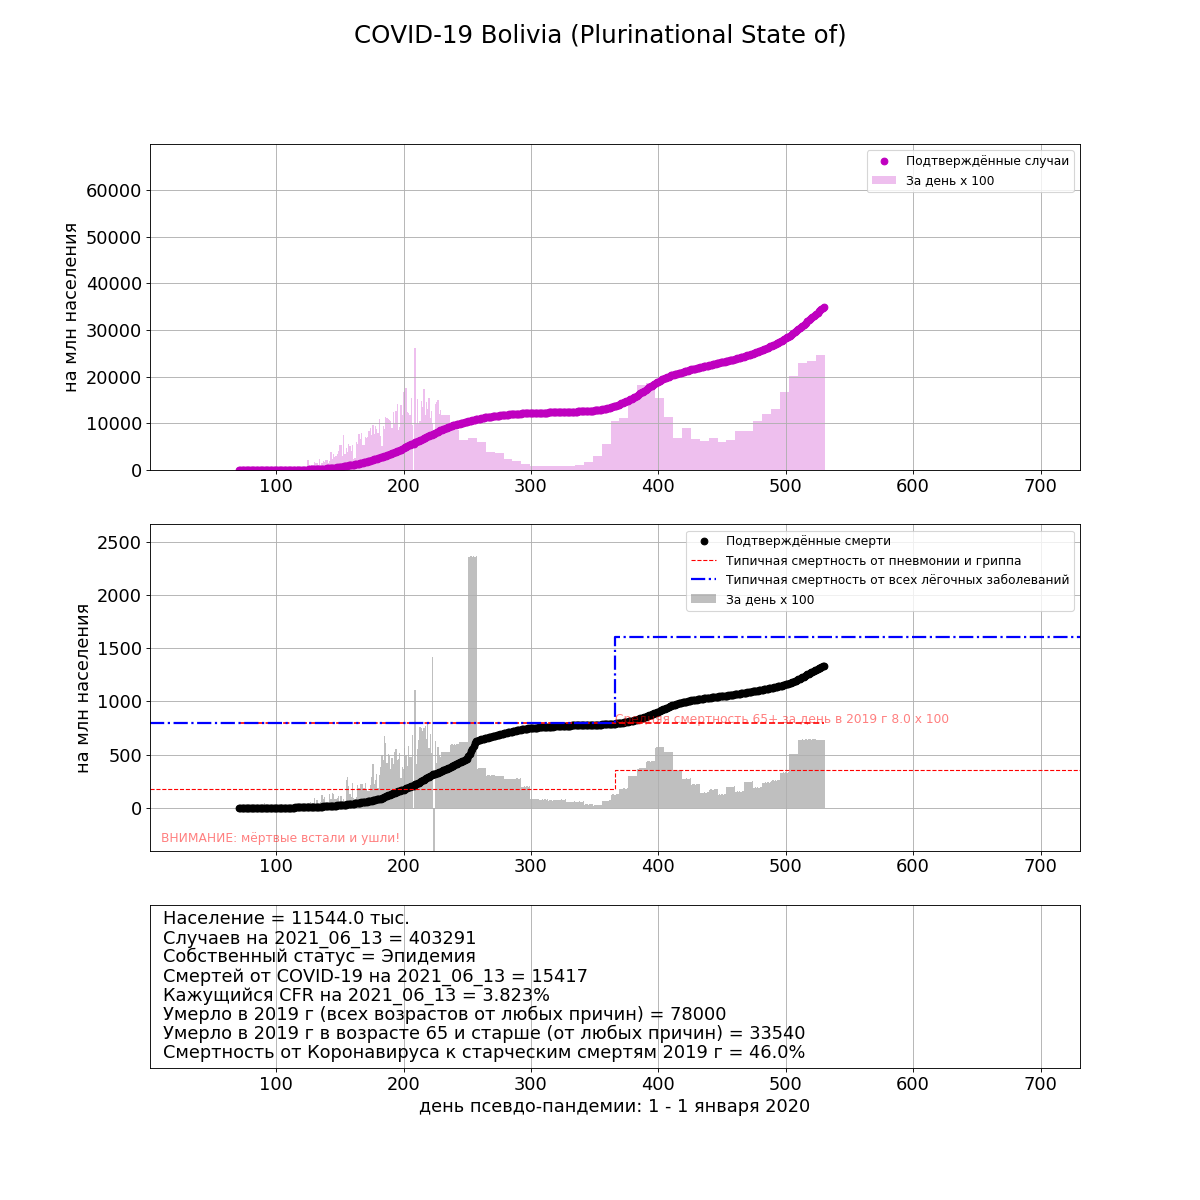 COVID-19 Bolivia (Plurinational State of)
60000
50000
40000
30000
20000
10000
0
на млн населения
Подтверждённые случаи
За день x 100
100 200 300 400 500 600 700
2500
2000
1500
1000
500
0
на млн населения
Подтверждённые смерти
Типичная смертность от пневмонии и гриппа
Типичная смертность от всех лёгочных заболеваний
За день x 100
смертность 65+ за день в 2019 г 8.0 x 100
ВНИМАНИЕ: мёртвые встали и ушли!
100 200 300 400 500 600 700
Население = 11544.0 тыс.
Случаев на 2021_06_13 = 403291
Собственный статус = Эпидемия
Смертей от COVID-19 на 2021_06_13 = 15417
Кажущийся CFR на 2021_06_13 = 3.823%
Умерло в 2019 г (всех возрастов от любых причин) = 78000
Умерло в 2019 г в возрасте 65 и старше (от любых причин) = 33540
Смертность от Коронавируса к старческим смертям 2019 г = 46.0%
100 200 300 400 500 600 700
день псевдо-пандемии: 1 - 1 января 2020